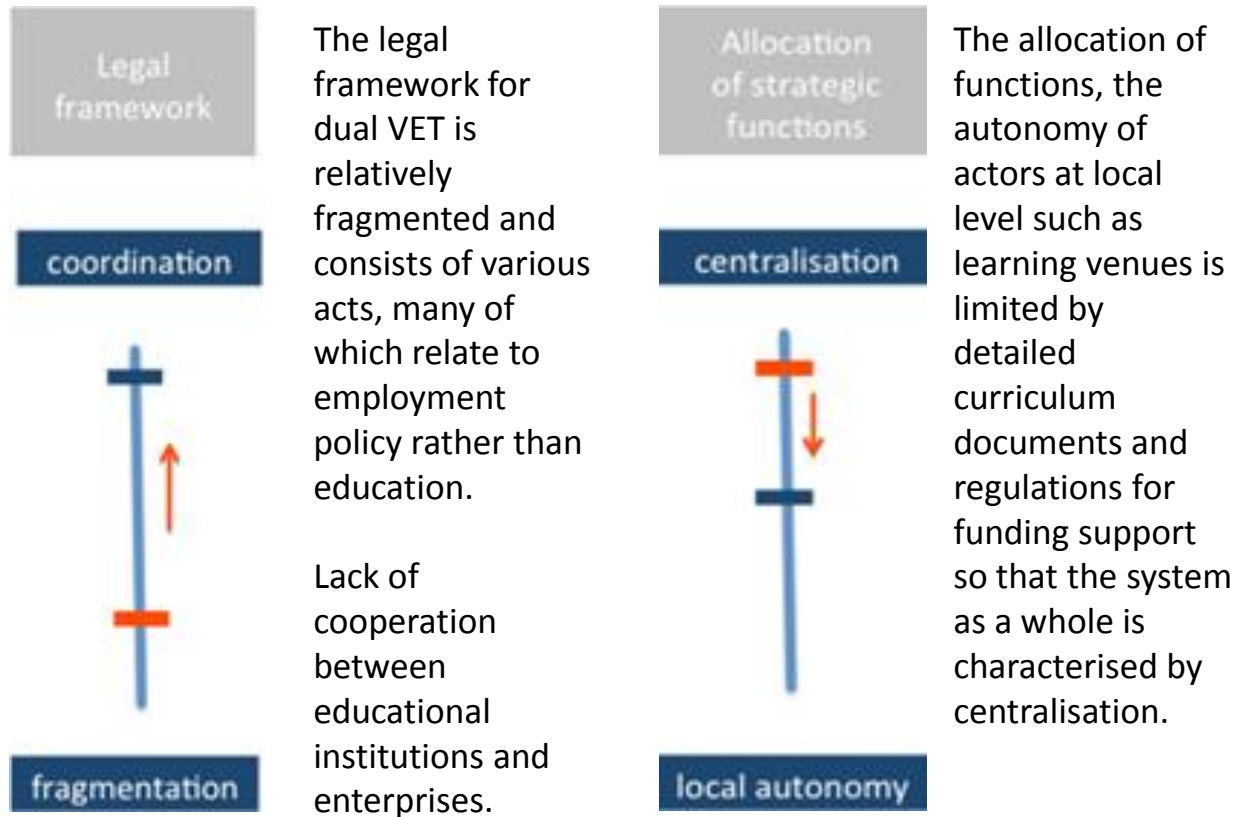 Legal
framework
coordination
fragmentation
The legal
framework for
dual VET is
relatively
fragmented and
consists of various
acts, many of
which relate to
employment
policy rather than
education.
Lack of
cooperation
between
educational
institutions and
enterprises.
Allocation
of strategic
functions
centralisation
local autonomy
The allocation of
functions, the
autonomy of
actors at local
level such as
learning venues is
limited by
detailed
curriculum
documents and
regulations for
funding support
so that the system
as a whole is
characterised by
centralisation.